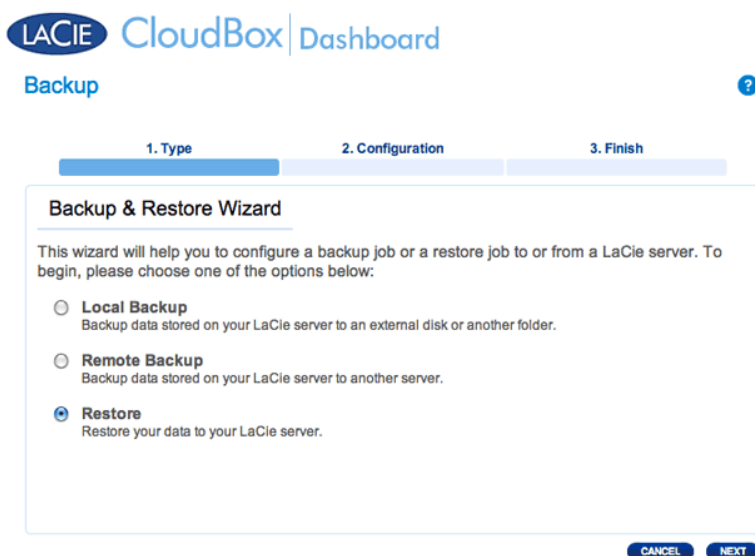 LACIE CloudBox Dashboard
Backup
?
1. Type 2. Configuration 3. Finish
Backup & Restore Wizard
This wizard will help you to configure a backup job or a restore job to or from a LaCie server. To
begin, please choose one of the options below:
Local Backup
Backup data stored on your LaCie server to an external disk or another folder.
Remote Backup
Backup data stored on your LaCie server to another server.
Restore
Restore your data to your LaCie server.
CANCEL NEXT